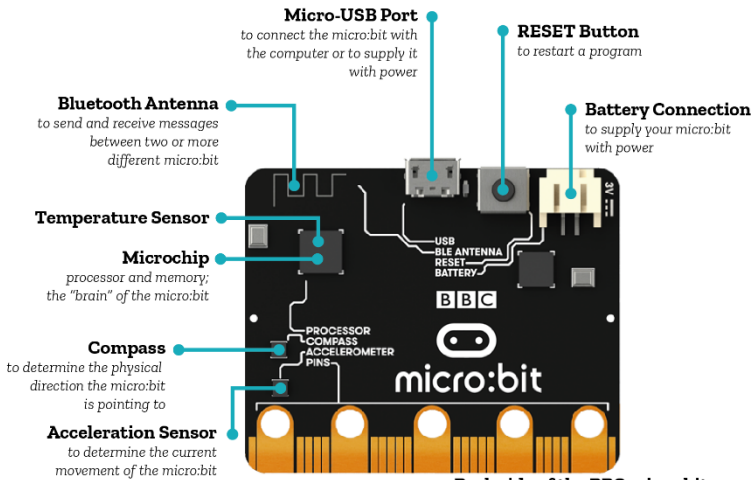 Micro-USB Port
to connect the micro:bit with
the computer or to supply it
with power
RESET Button
to restart a program
Bluetooth Antenna
to send and receive messages
between two or more
different micro:bit
Battery Connection
to supply your micro:bit
with power
Temperature Sensor
Microchip
processor and memory;
the “brain” of the micro:bit
Compass
to determine the physical
direction the micro:bit
is pointing to
Acceleration Sensor
to determine the current
movement of the micro:bit
3V
USB
BLE ANTENNA
RESET
BATTERY
BBC
PROCESSOR
COMPASS
ACCELEROMETER
PINS
micro:bit